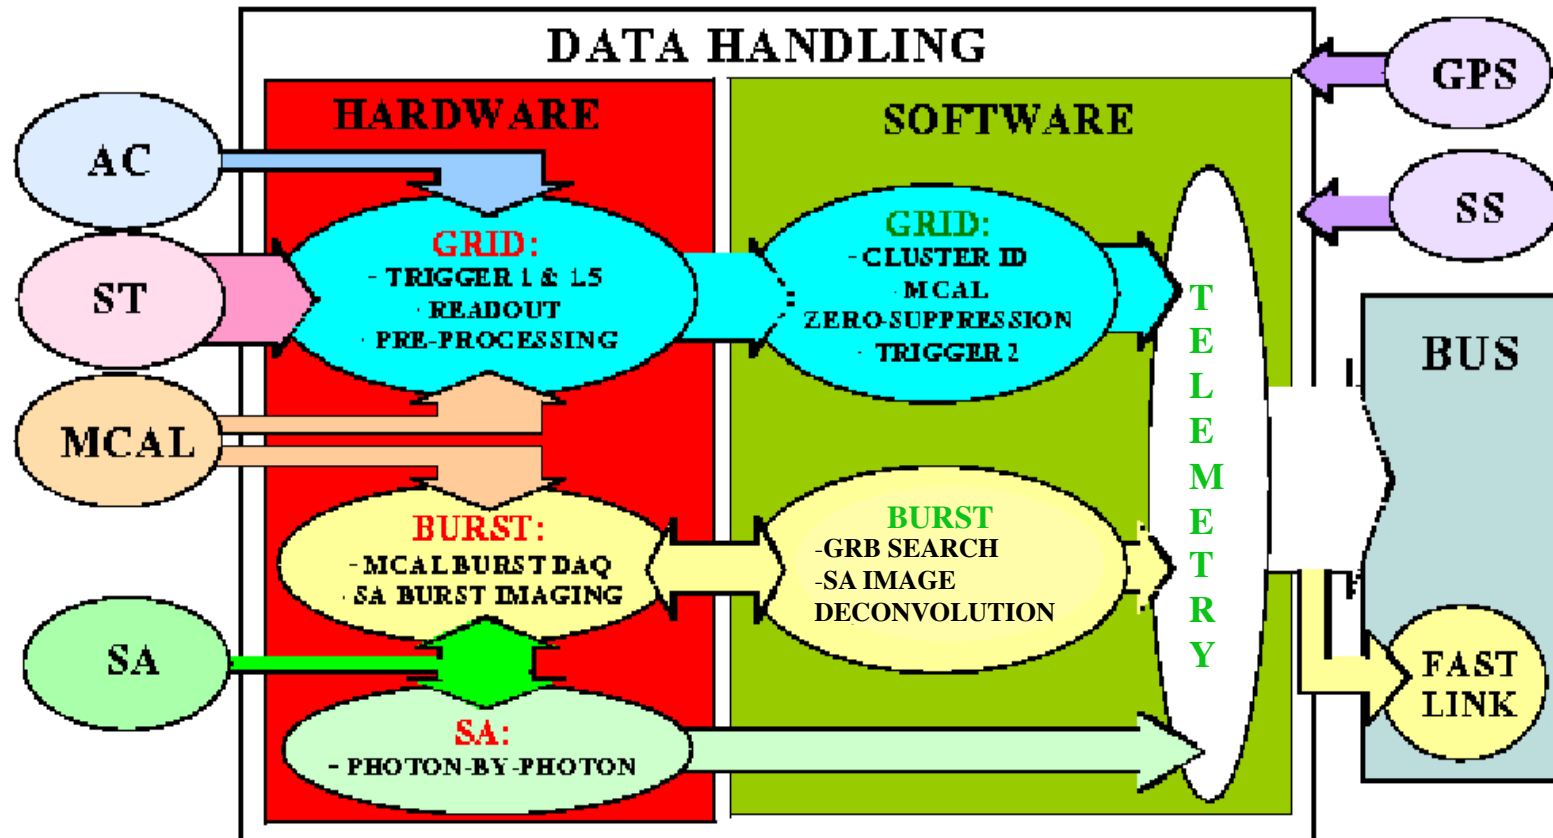 DATA HANDLING
HARDWARE
SOFTWARE
GPS
SS
AC
ST
MCAL
SA
GRID:
- TRIGGER 1 & 1.5
· READOUT
· PRE-PROCESSING
GRID:
- CLUSTER ID
· MCAL
ZERO-SUPPRESSION
· TRIGGER 2
BURST:
- MCAL BURST DAQ
· SA BURST IMAGING
BURST
-GRB SEARCH
-SA IMAGE
DECONVOLUTION
SA:
- PHOTON-BY-PHOTON
TELEMETRY
BUS
FAST
LINK